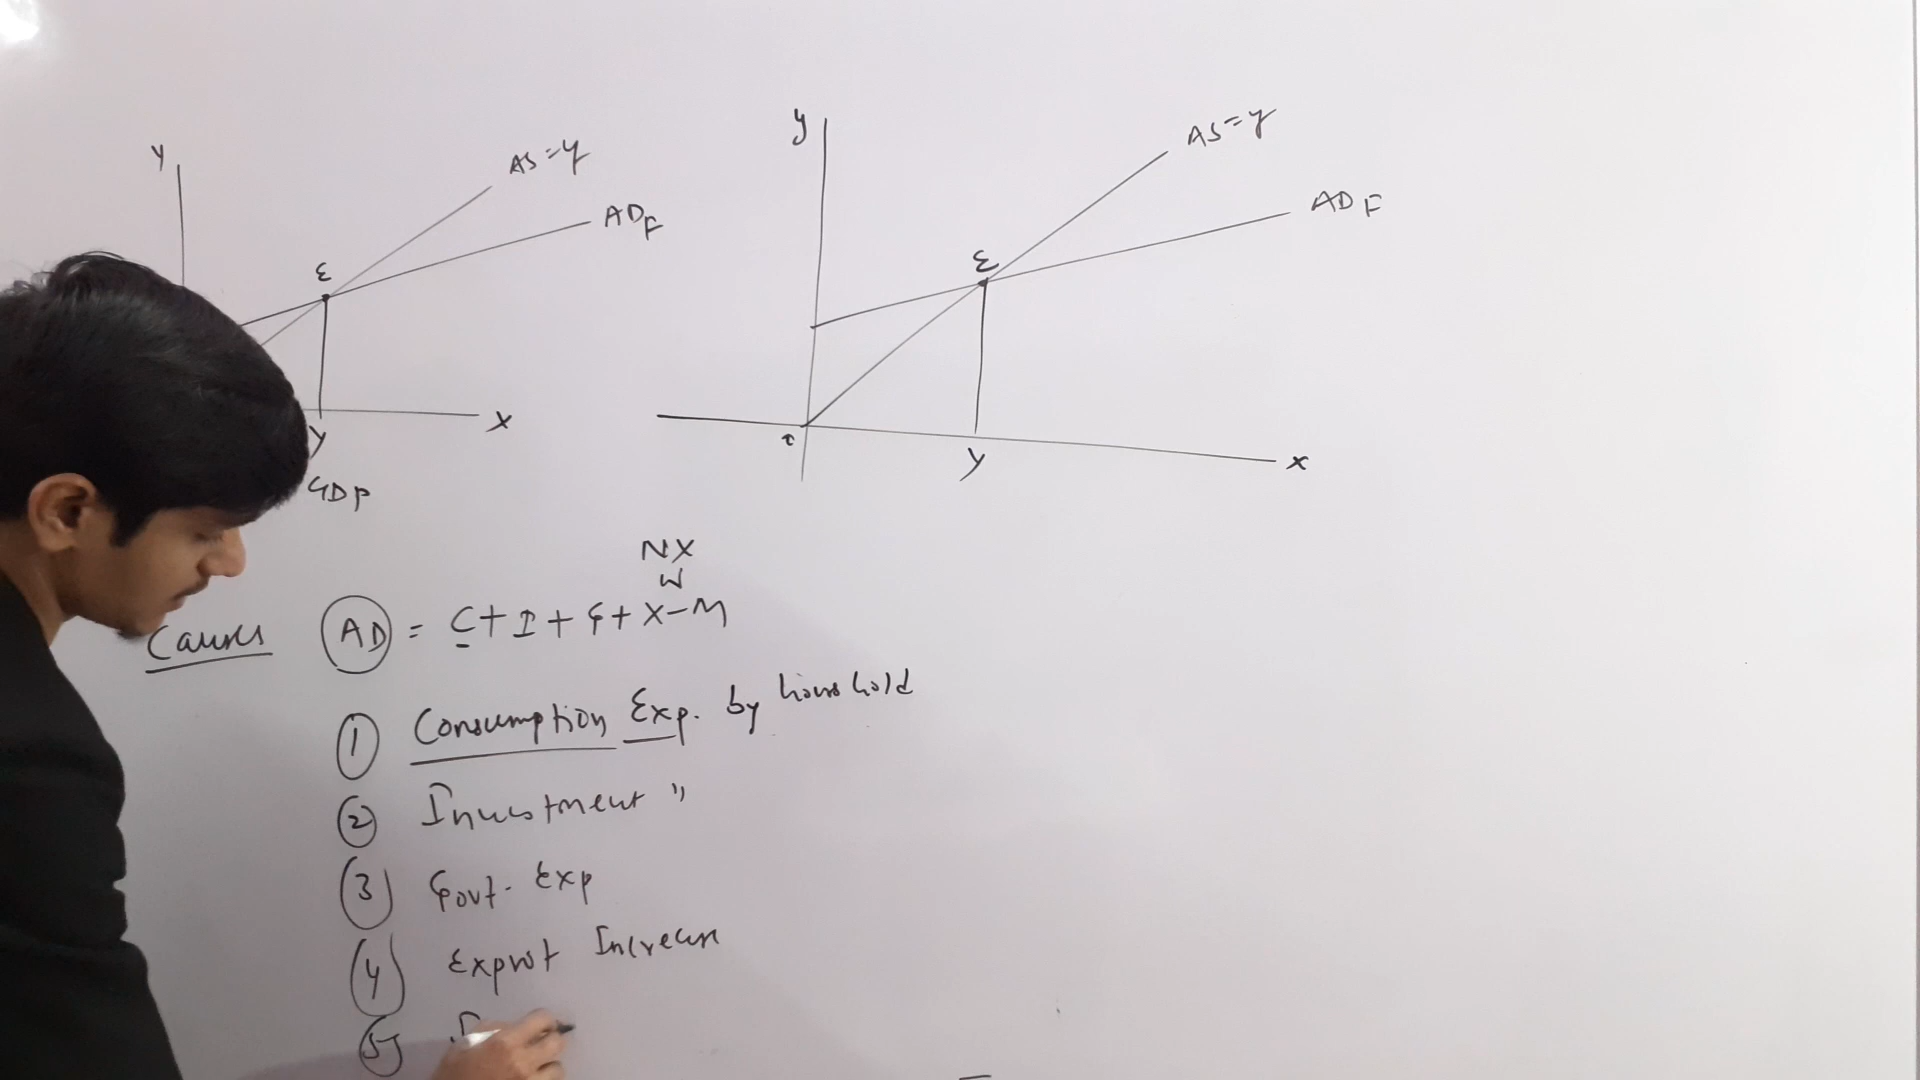 Y
AS=Y
AD F
E
X
Y
GDP
y
AS=Y
AD F
E
o
Y
x
NX
Causes AD = C+I+G+X-M
1 Consumption Exp. by household
2 Investment "
3 Govt. Exp
4 Export Increase
5